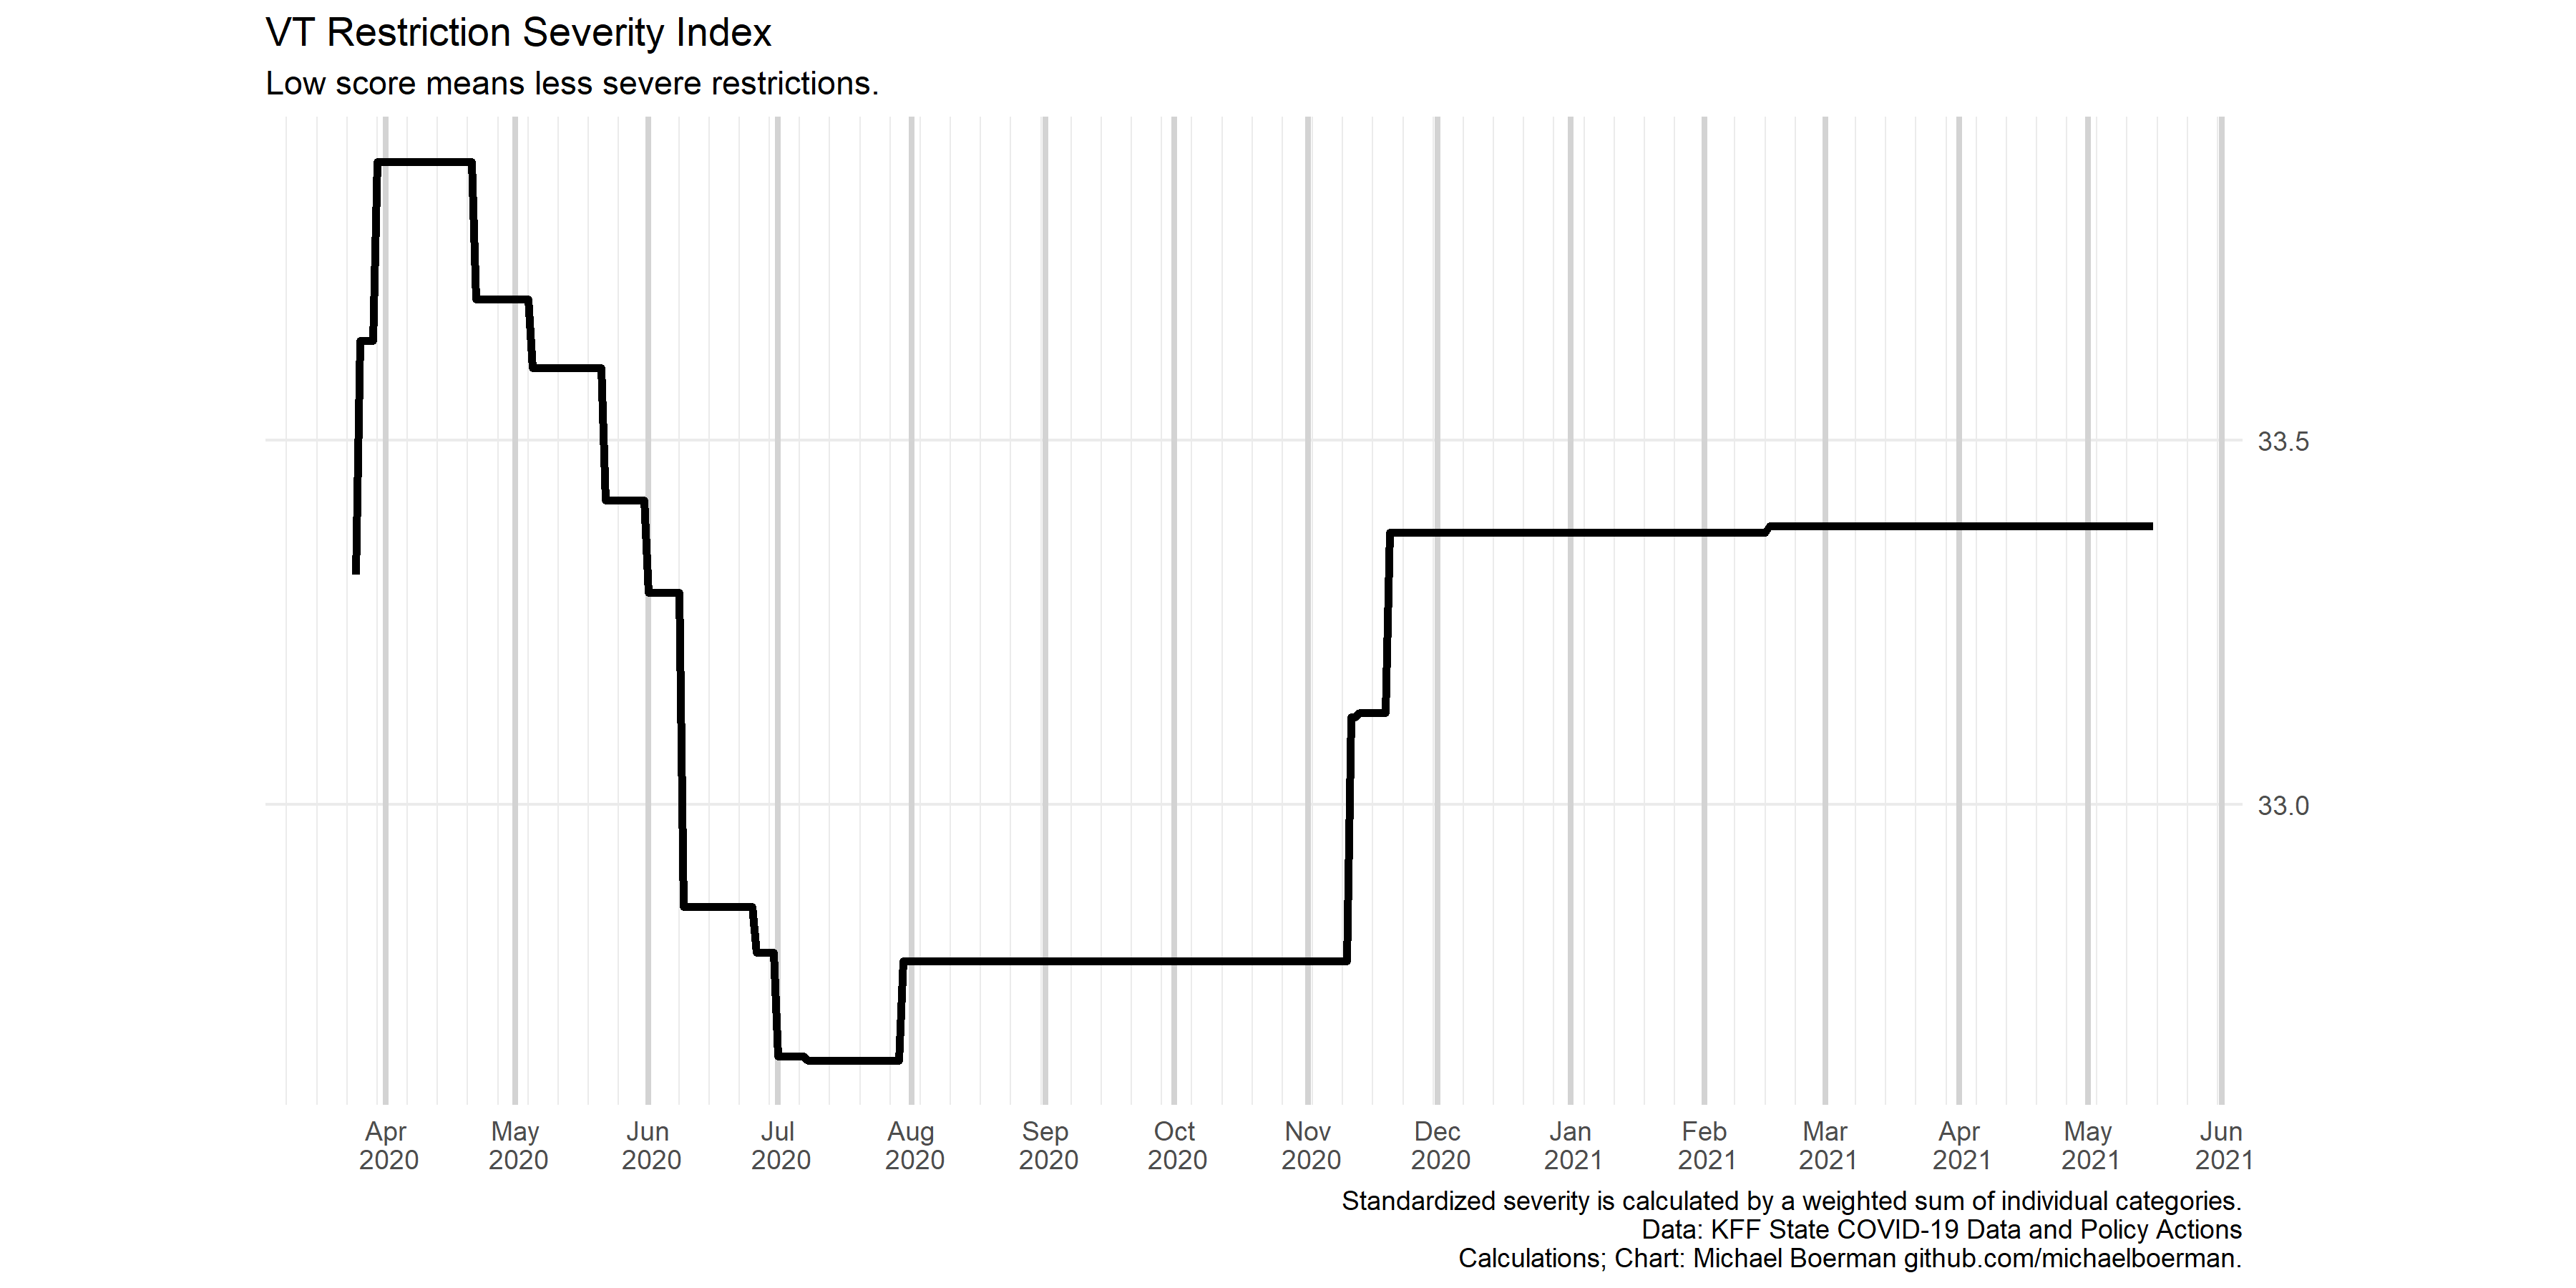 VT Restriction Severity Index
Low score means less severe restrictions.
33.5
33.0
Apr May Jun Jul Aug Sep Oct Nov Dec Jan Feb Mar Apr May Jun
2020 2020 2020 2020 2020 2020 2020 2020 2020 2021 2021 2021 2021 2021 2021
Standardized severity is calculated by a weighted sum of individual categories.
Data: KFF State COVID-19 Data and Policy Actions
Calculations; Chart: Michael Boerman github.com/michaelboerman.